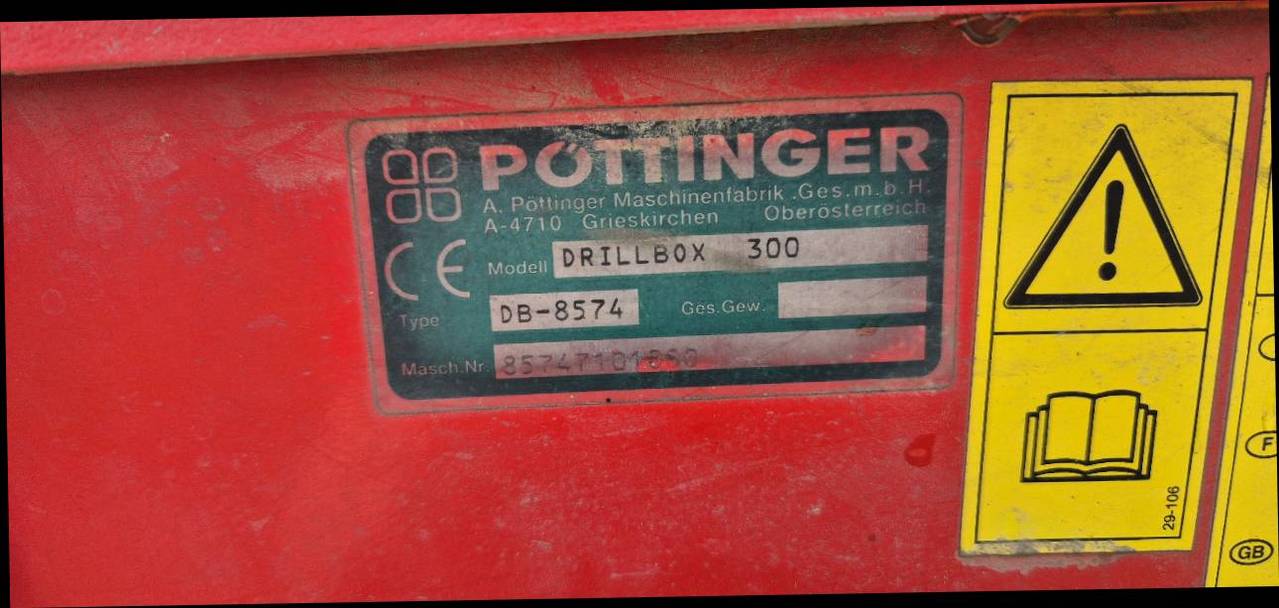 PÖTTINGER
A. Pöttinger Maschinenfabrik .Ges.m.b.H.
A-4710 Grieskirchen Oberösterreich
CE Modell DRILLBOX 300
Type DB-8574 Ges.Gew.
Masch.Nr.
29-106
F
GB